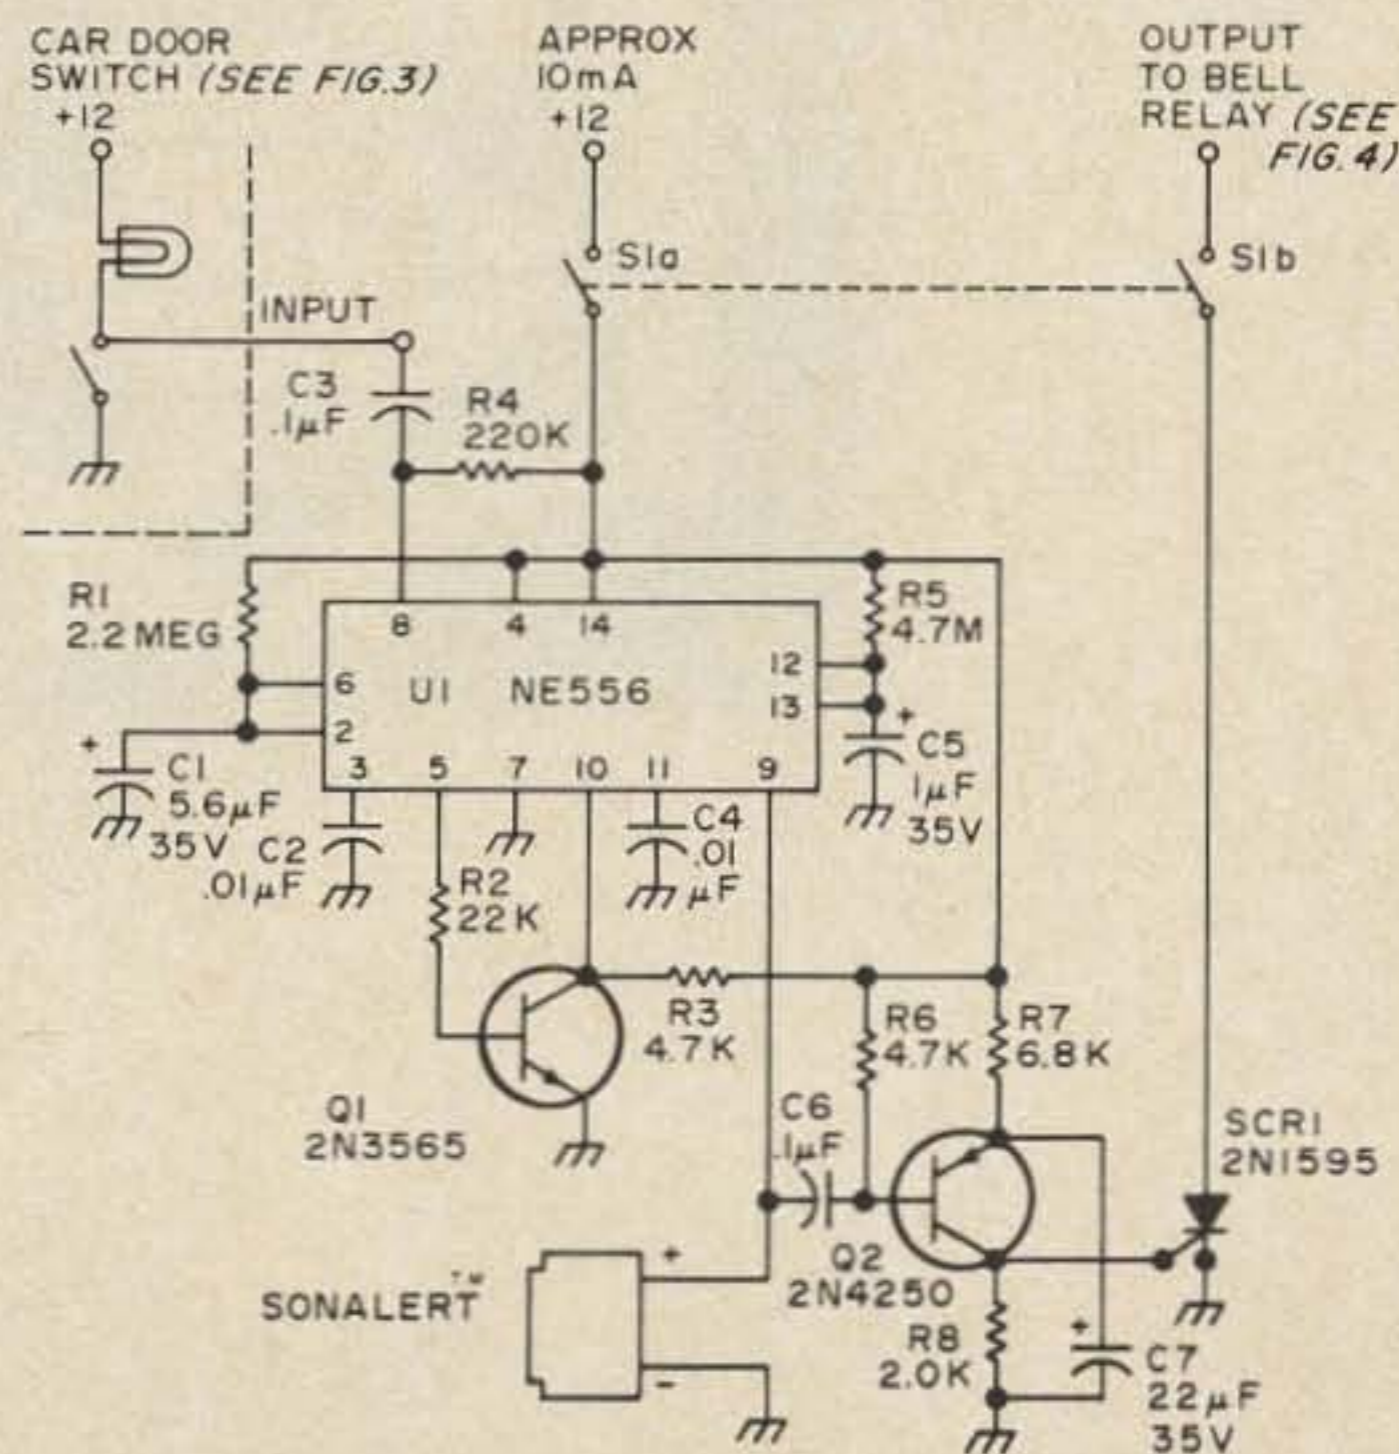 CAR DOOR
SWITCH (SEE FIG.3)
+12
APPROX
10mA
+12
OUTPUT
TO BELL
RELAY (SEE
FIG. 4)
S1a
S1b
INPUT
C3
.1µF
R4
220K
R1
2.2 MEG
8
4
14
R5
4.7M
12
6
U1 NE556
13
2
+
+
C1
5.6µF
35V
3
5
7
10
11
9
C5
1µF
35V
C2
.01µF
C4
.01
µF
R2
22K
R3
4.7K
R6
4.7K
R7
6.8K
Q1
2N3565
C6
.1µF
SCR1
2N1595
Q2
2N4250
SONALERT™
+
-
R8
2.0K
+
C7
22µF
35V